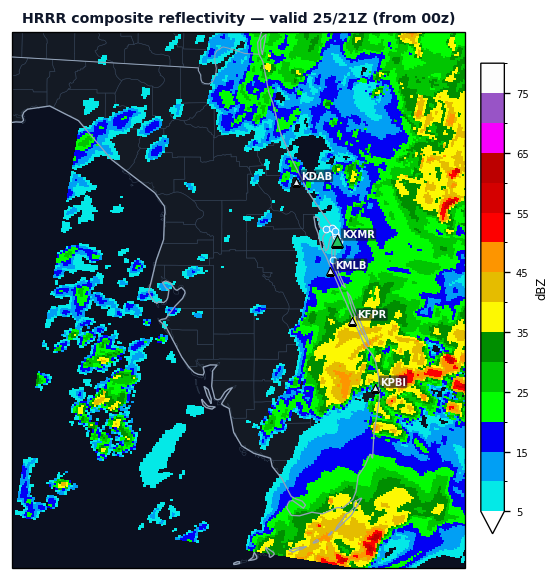 HRRR composite reflectivity — valid 25/21Z (from 00z)
KDAB
KXMR
KMLB
KFPR
KPBI
75
65
55
45
35
25
15
5
dBZ